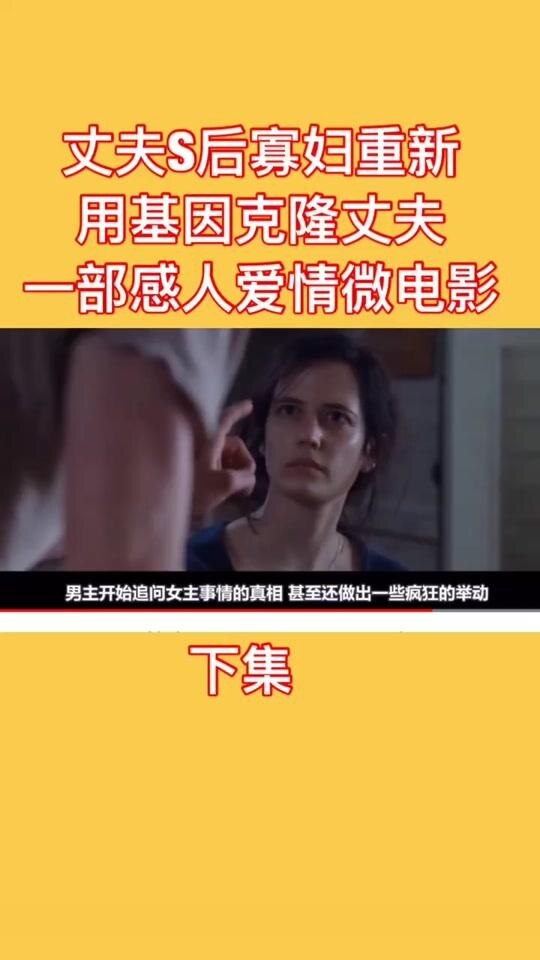 丈夫S后寡妇重新
用基因克隆丈夫
一部感人爱情微电影
男主开始追问女主事情的真相 甚至还做出一些疯狂的举动
下集